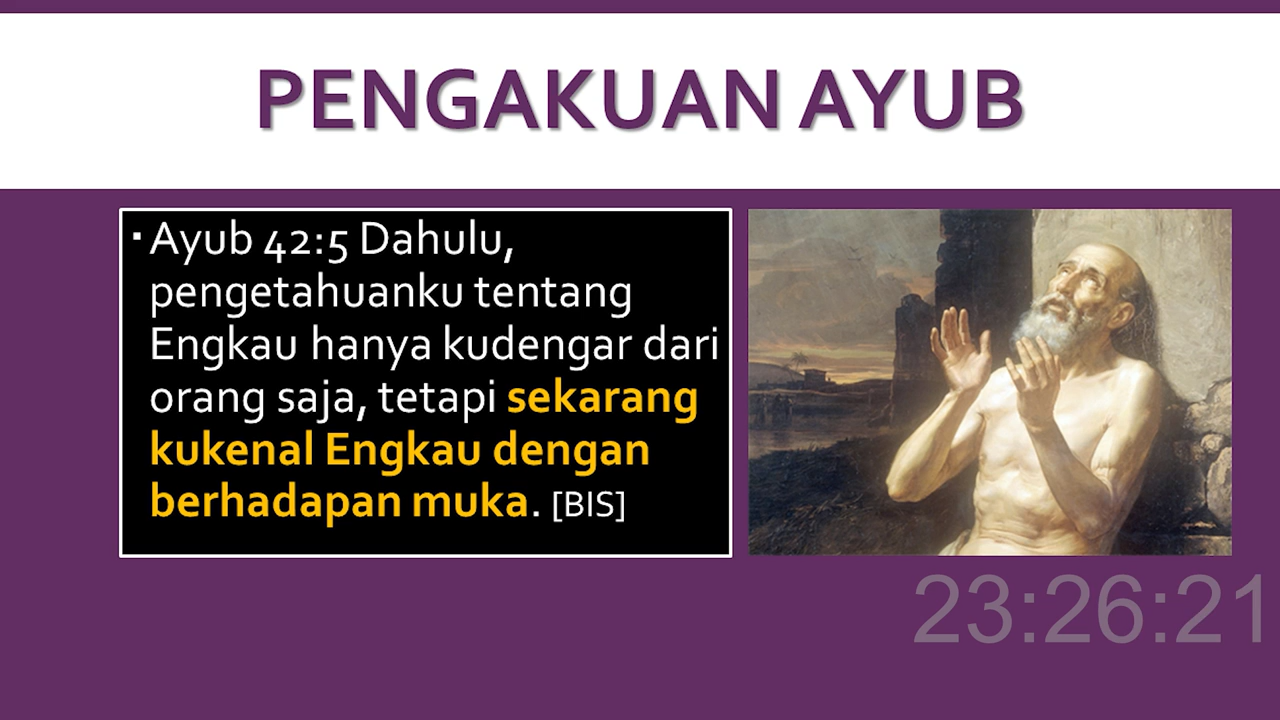 PENGAKUAN AYUB
▪ Ayub 42:5 Dahulu,
pengetahuanku tentang
Engkau hanya kudengar dari
orang saja, tetapi sekarang
kukenal Engkau dengan
berhadapan muka. [BIS]
23:26:21